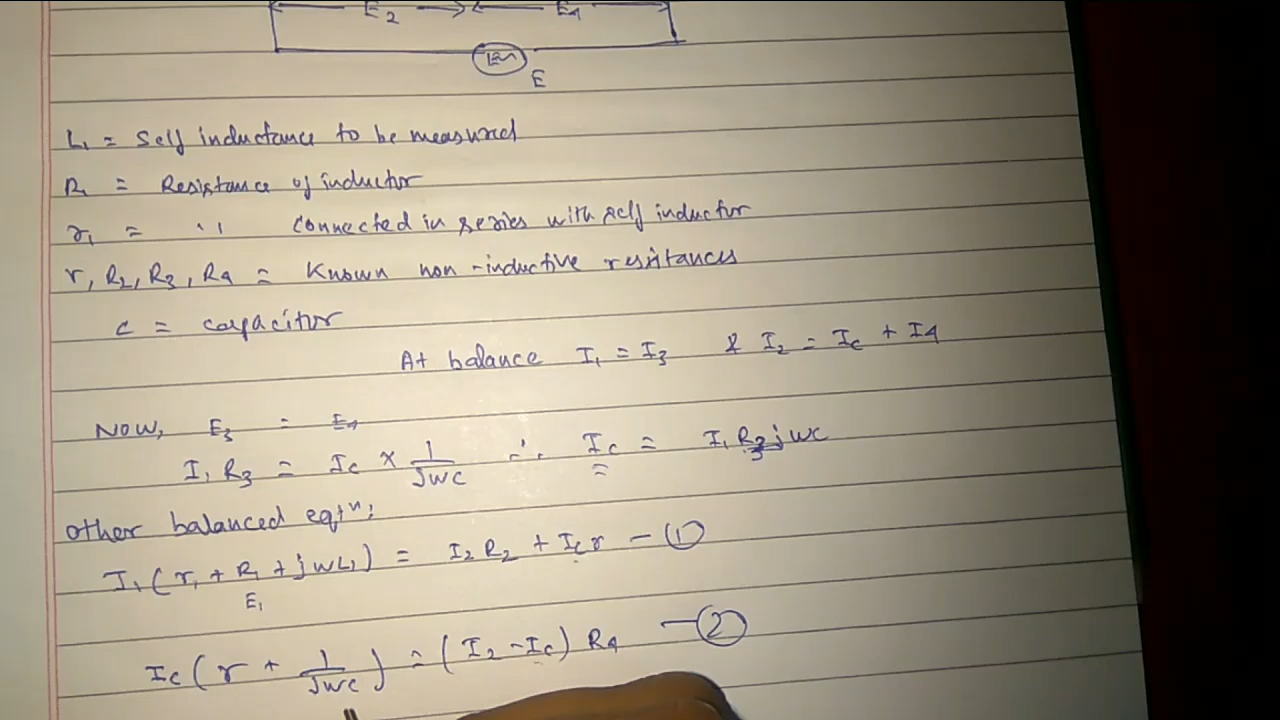 E2 E4
E
L1 = Self inductance to be measured
R1 = Resistance of inductor
r1 = " connected in series with self inductor
r, R2, R3, R4 = Known non-inductive resistances
c = capacitor
At balance I1 = I3 & I2 = Ic + I4
NOW, E3 = E4
I1 R3 = Ic × 1/jwc ∴ Ic = I1 R3 jwc
other balanced eqtn:
I1 (r1 + R1 + jwL1) = I2 R2 + Ic r - ①
E1
Ic (r + 1/jwc) = (I2 - Ic) R4 - ②